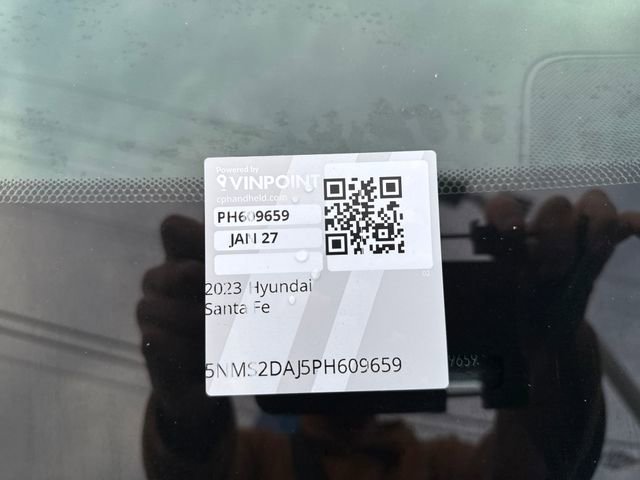 Powered by
VINPOINT
cphandheld.com
PH609659
JAN 27
2023 Hyundai
Santa Fe
5NMS2DAJ5PH609659